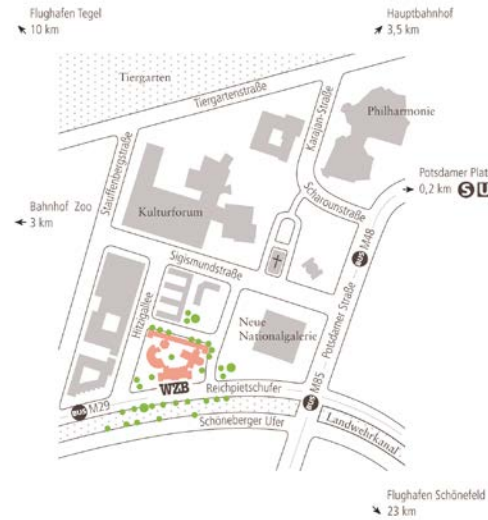 Flughafen Tegel
10 km
Hauptbahnhof
3,5 km
Tiergarten
Tiergartenstraße
Karajan-Straße
Philharmonie
Stauffenbergstraße
Potsdamer Plat
0,2 km S U
Scharounstraße
Bahnhof Zoo
3 km
Kulturforum
BUS M48
Sigismundstraße
Hitzigallee
Neue
Nationalgalerie
Potsdamer Straße
WZB
Reichpietschufer
BUS M85
BUS M29
Schöneberger Ufer
Landwehrkanal
Flughafen Schönefeld
23 km